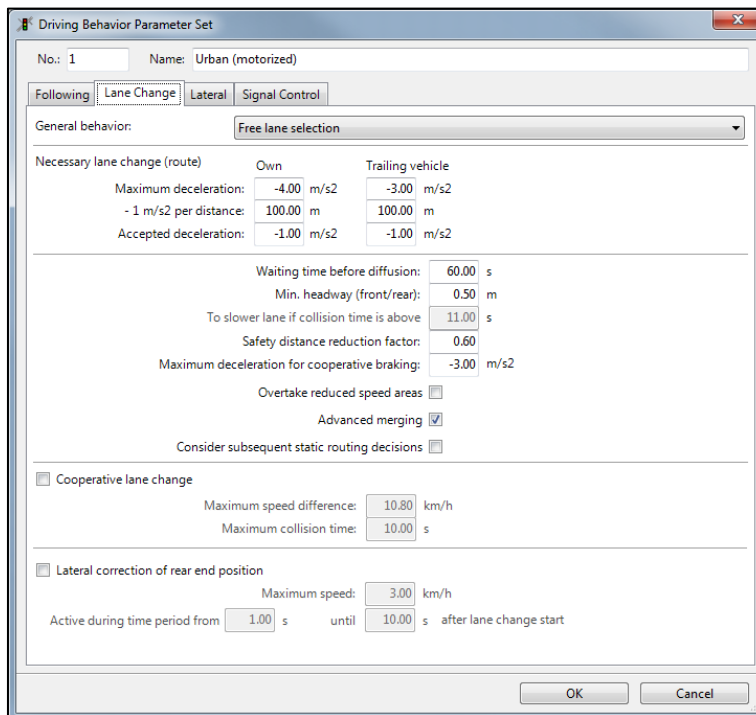 Driving Behavior Parameter Set
No.: 1 Name: Urban (motorized)
Following Lane Change Lateral Signal Control
General behavior: Free lane selection
Necessary lane change (route) Own Trailing vehicle
Maximum deceleration: -4.00 m/s2 -3.00 m/s2
- 1 m/s2 per distance: 100.00 m 100.00 m
Accepted deceleration: -1.00 m/s2 -1.00 m/s2
Waiting time before diffusion: 60.00 s
Min. headway (front/rear): 0.50 m
To slower lane if collision time is above 11.00 s
Safety distance reduction factor: 0.60
Maximum deceleration for cooperative braking: -3.00 m/s2
Overtake reduced speed areas
Advanced merging
Consider subsequent static routing decisions
Cooperative lane change
Maximum speed difference: 10.80 km/h
Maximum collision time: 10.00 s
Lateral correction of rear end position
Maximum speed: 3.00 km/h
Active during time period from 1.00 s until 10.00 s after lane change start
OK Cancel